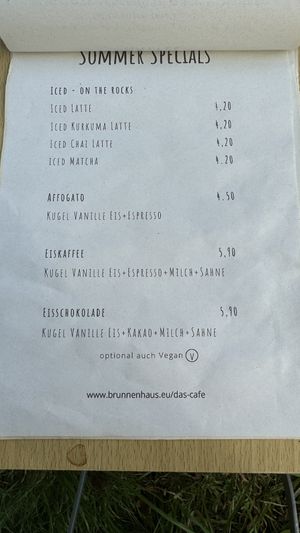 Summer Specials
Iced - on the rocks
Iced Latte 4,20
Iced Kurkuma Latte 4,20
Iced Chai Latte 4,20
Iced Matcha 4.20
Affogato 4.50
Kugel Vanille Eis+Espresso
Eiskaffee 5,90
Kugel Vanille Eis+Espresso+Milch+Sahne
Eisschokolade 5,90
Kugel Vanille Eis+Kakao+Milch+Sahne
optional auch Vegan V
www.brunnenhaus.eu/das-cafe